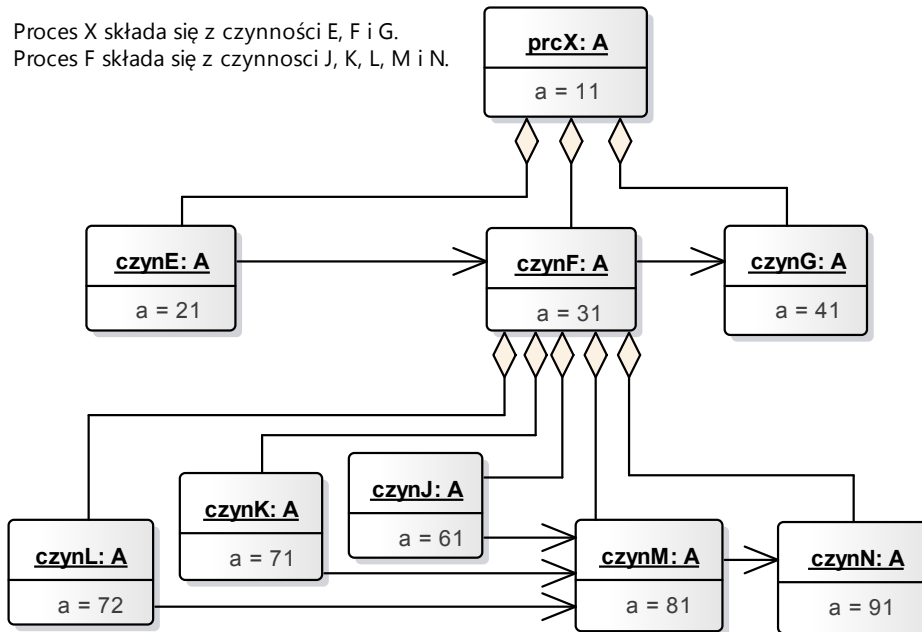 Proces X składa się z czynności E, F i G.
Proces F składa się z czynnosci J, K, L, M i N.
prcX: A
a = 11
czynE: A
a = 21
czynF: A
a = 31
czynG: A
a = 41
czynL: A
a = 72
czynK: A
a = 71
czynJ: A
a = 61
czynM: A
a = 81
czynN: A
a = 91